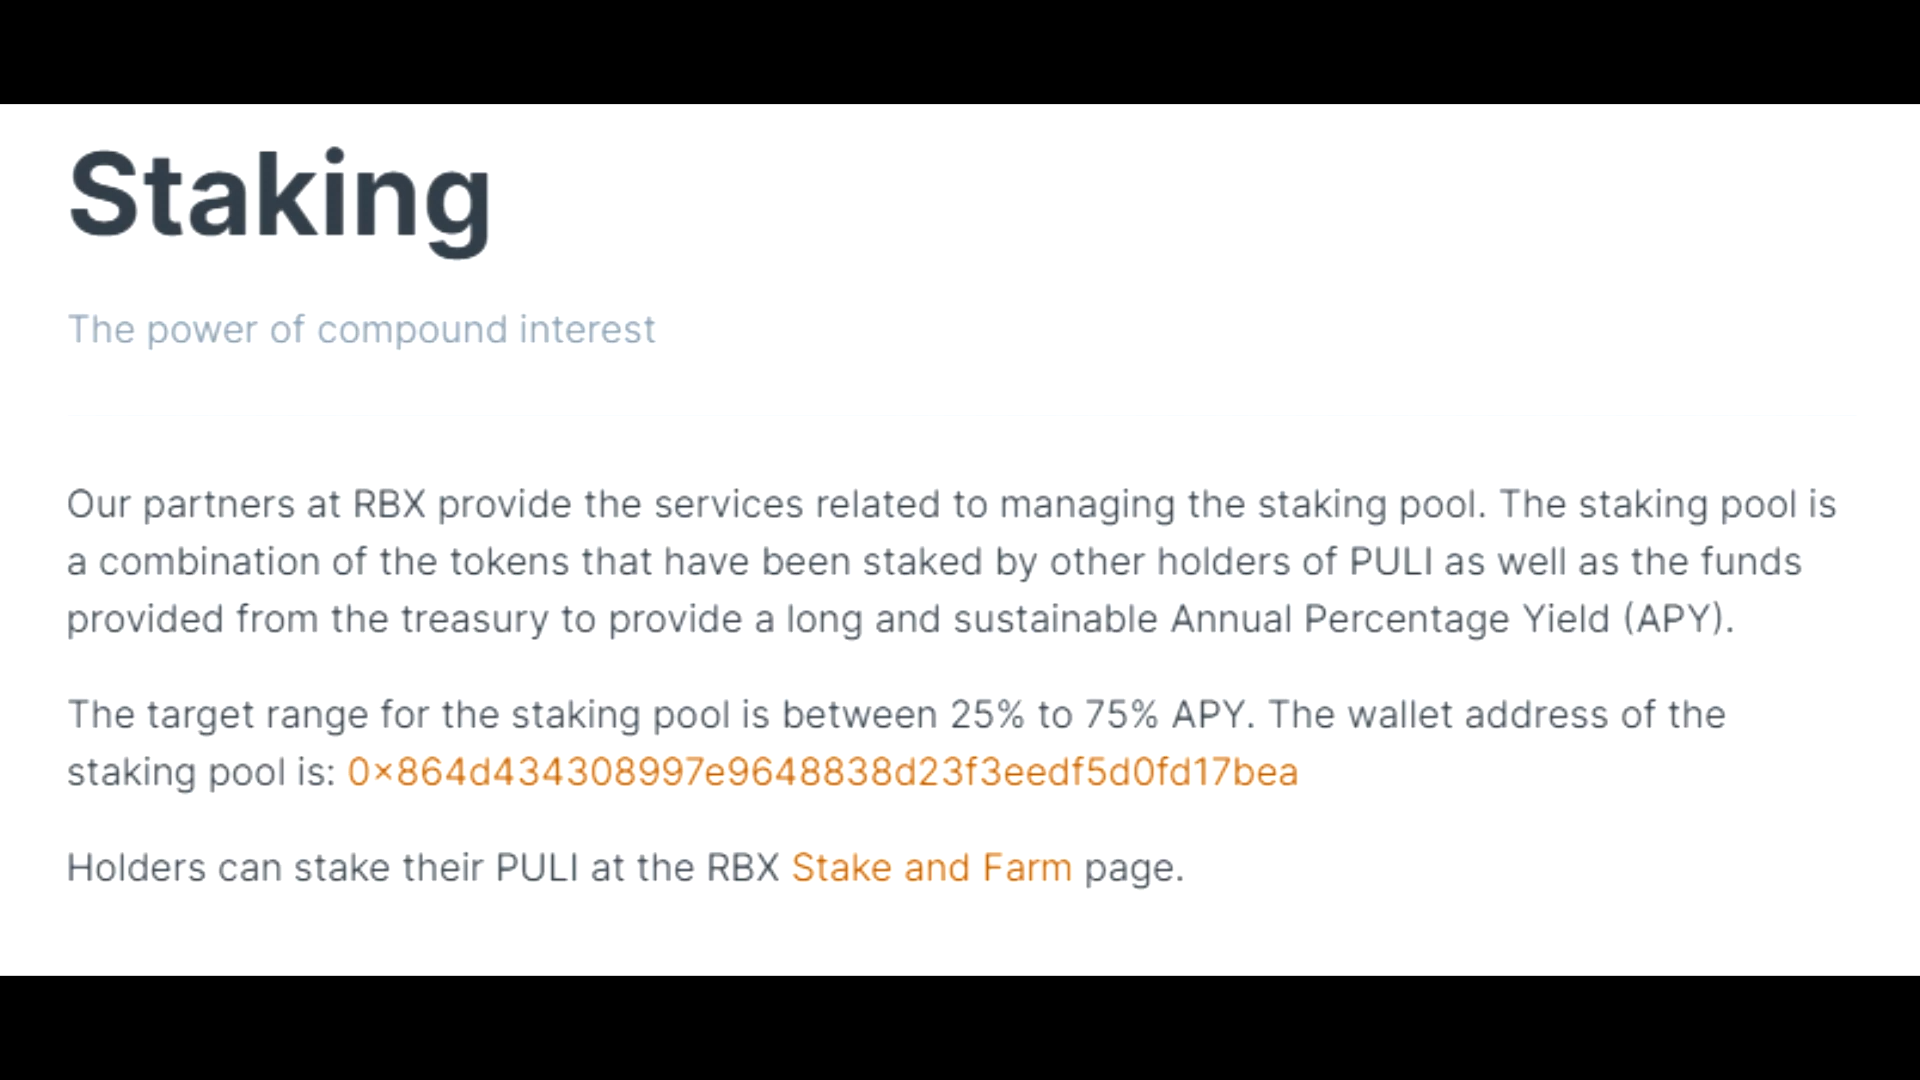 Staking
The power of compound interest
Our partners at RBX provide the services related to managing the staking pool. The staking pool is
a combination of the tokens that have been staked by other holders of PULI as well as the funds
provided from the treasury to provide a long and sustainable Annual Percentage Yield (APY).
The target range for the staking pool is between 25% to 75% APY. The wallet address of the
staking pool is: 0×864d434308997e9648838d23f3eedf5d0fd17bea
Holders can stake their PULI at the RBX Stake and Farm page.